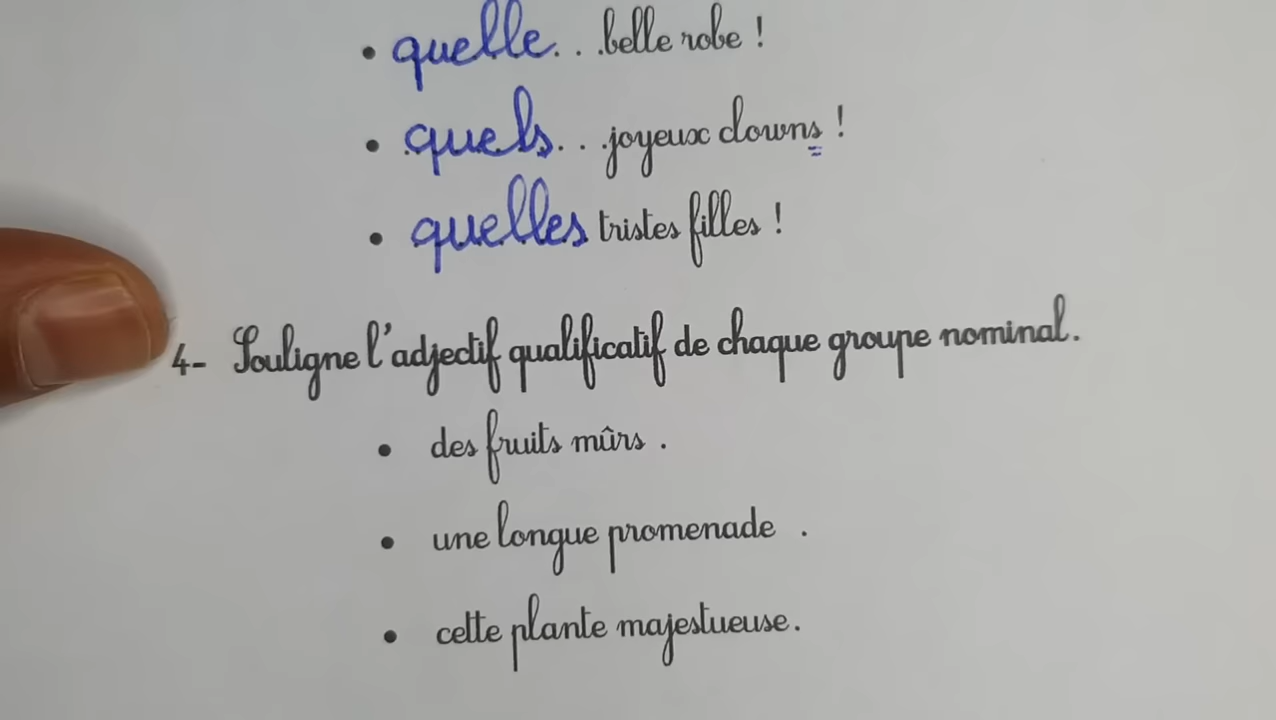 • quelle. . .belle robe !
• quels. . .joyeux clowns !
• quelles tristes filles !
4- Souligne l'adjectif qualificatif de chaque groupe nominal.
• des fruits mûrs .
• une longue promenade .
• cette plante majestueuse.